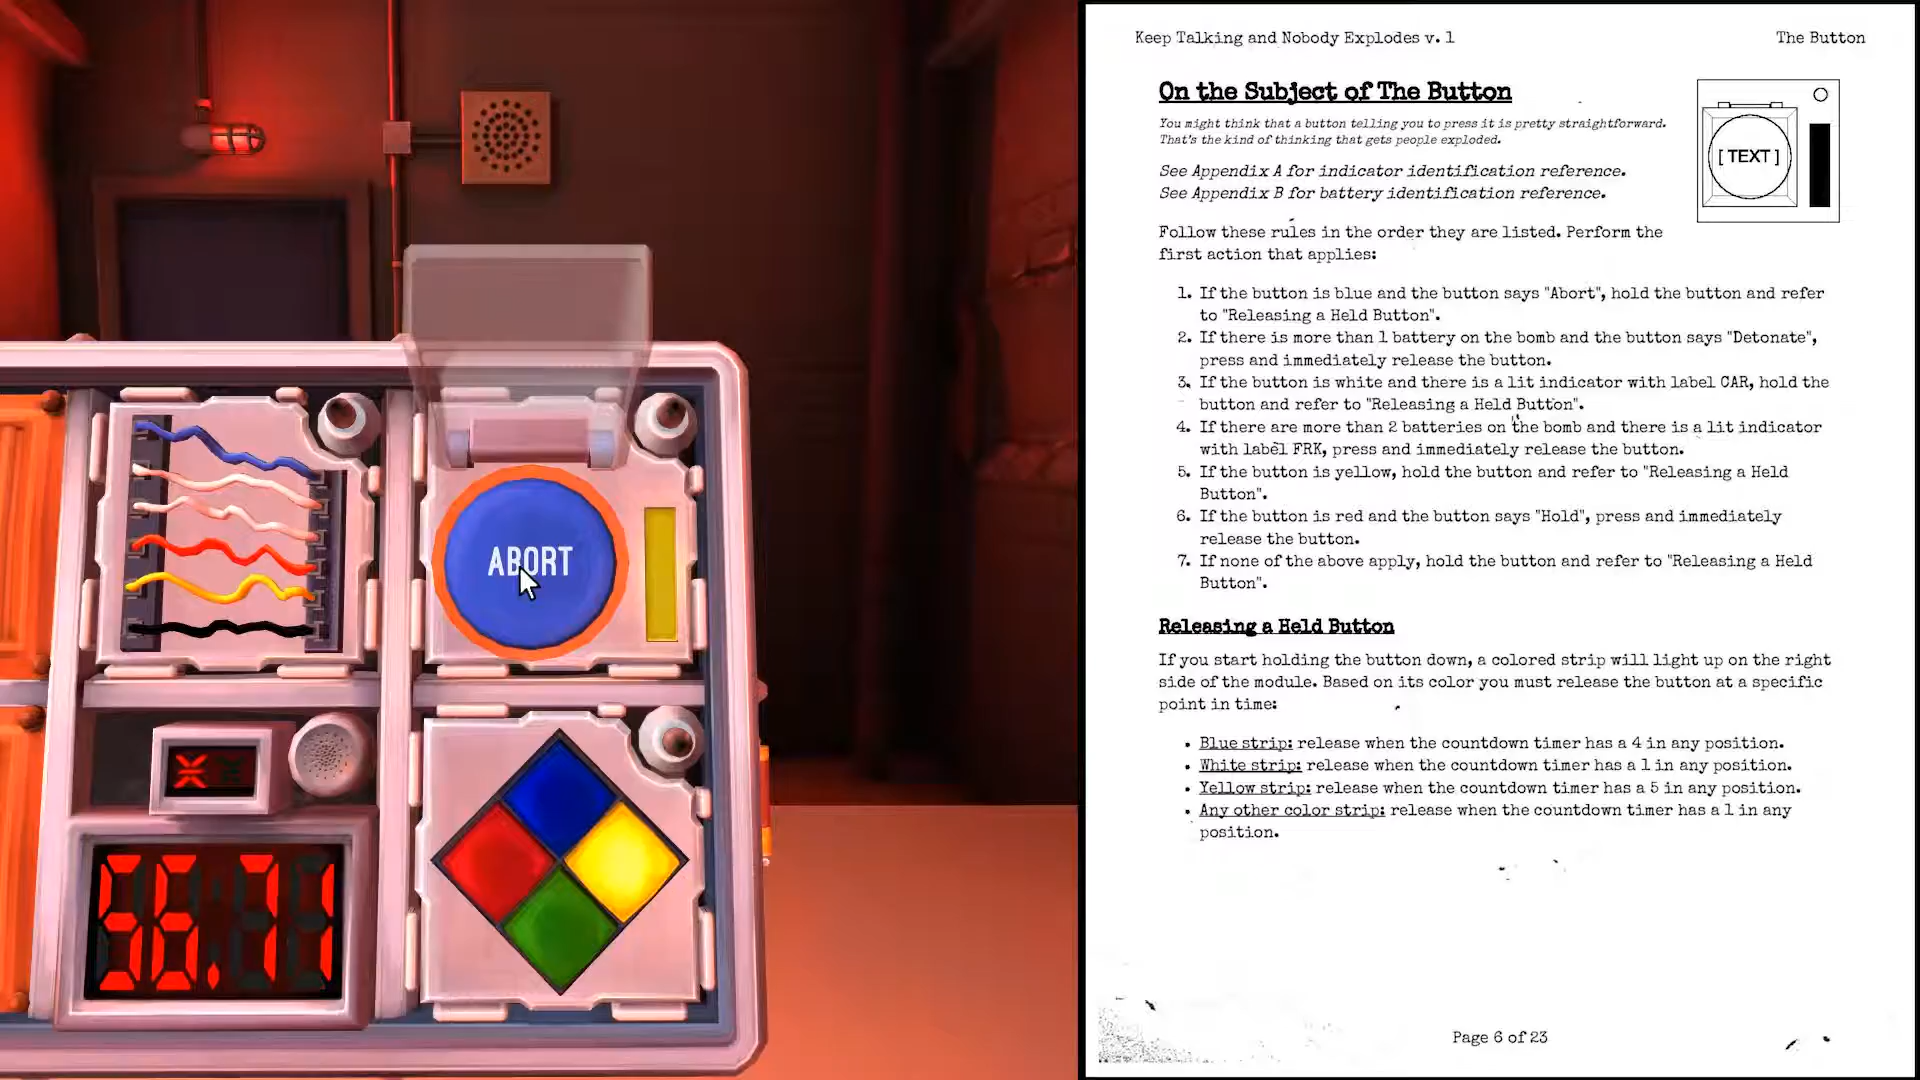 ABORT
X
56.71
Keep Talking and Nobody Explodes v. 1
The Button
On the Subject of The Button
You might think that a button telling you to press it is pretty straightforward.
That's the kind of thinking that gets people exploded.
See Appendix A for indicator identification reference.
See Appendix B for battery identification reference.
[ TEXT ]
Follow these rules in the order they are listed. Perform the
first action that applies:
1. If the button is blue and the button says "Abort", hold the button and refer
to "Releasing a Held Button".
2. If there is more than 1 battery on the bomb and the button says "Detonate",
press and immediately release the button.
3. If the button is white and there is a lit indicator with label CAR, hold the
button and refer to "Releasing a Held Button".
4. If there are more than 2 batteries on the bomb and there is a lit indicator
with label FRK, press and immediately release the button.
5. If the button is yellow, hold the button and refer to "Releasing a Held
Button".
6. If the button is red and the button says "Hold", press and immediately
release the button.
7. If none of the above apply, hold the button and refer to "Releasing a Held
Button".
Releasing a Held Button
If you start holding the button down, a colored strip will light up on the right
side of the module. Based on its color you must release the button at a specific
point in time:
• Blue strip: release when the countdown timer has a 4 in any position.
• White strip: release when the countdown timer has a 1 in any position.
• Yellow strip: release when the countdown timer has a 5 in any position.
• Any other color strip: release when the countdown timer has a 1 in any
position.
Page 6 of 23